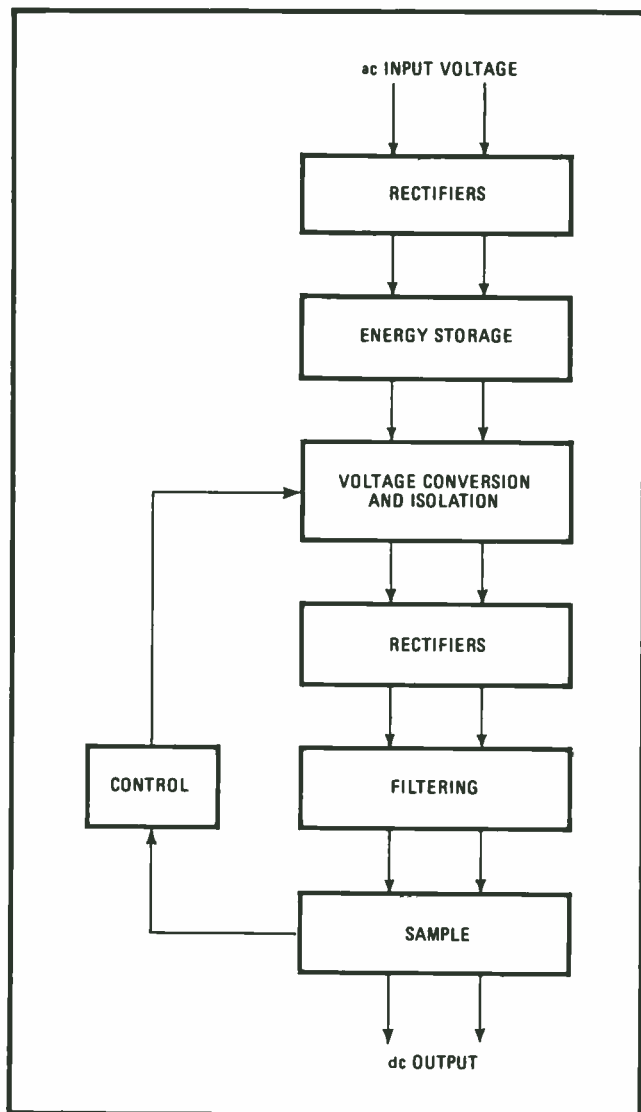 ac INPUT VOLTAGE
RECTIFIERS
ENERGY STORAGE
VOLTAGE CONVERSION
AND ISOLATION
RECTIFIERS
CONTROL
FILTERING
SAMPLE
dc OUTPUT